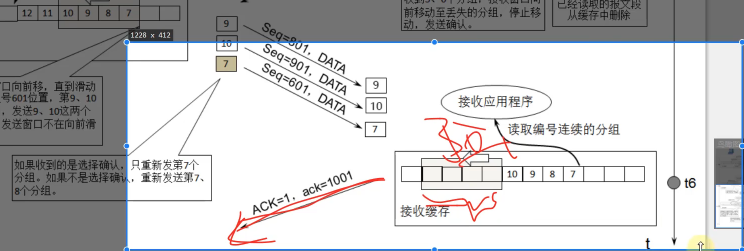 收到5、6个分组，接收窗口向
前移动至丢失的分组，停止移
动，发送确认。
已经读取的报文段
从缓存中删除
12 11 10 9 8 7
1228 x 412
9
10
7
Seq=801, DATA
Seq=901, DATA
Seq=601, DATA
9
10
7
口向前移，直到滑动
号601位置，第9、10
，发送9、10这两个
发送窗口不在向前滑
如果收到的是选择确认，只重新发第7个
分组。如果不是选择确认，重新发送第7、
8个分组。
ACK=1，ack=1001
接收应用程序
读取编号连续的分组
10 9 8 7
接收缓存
t6
t